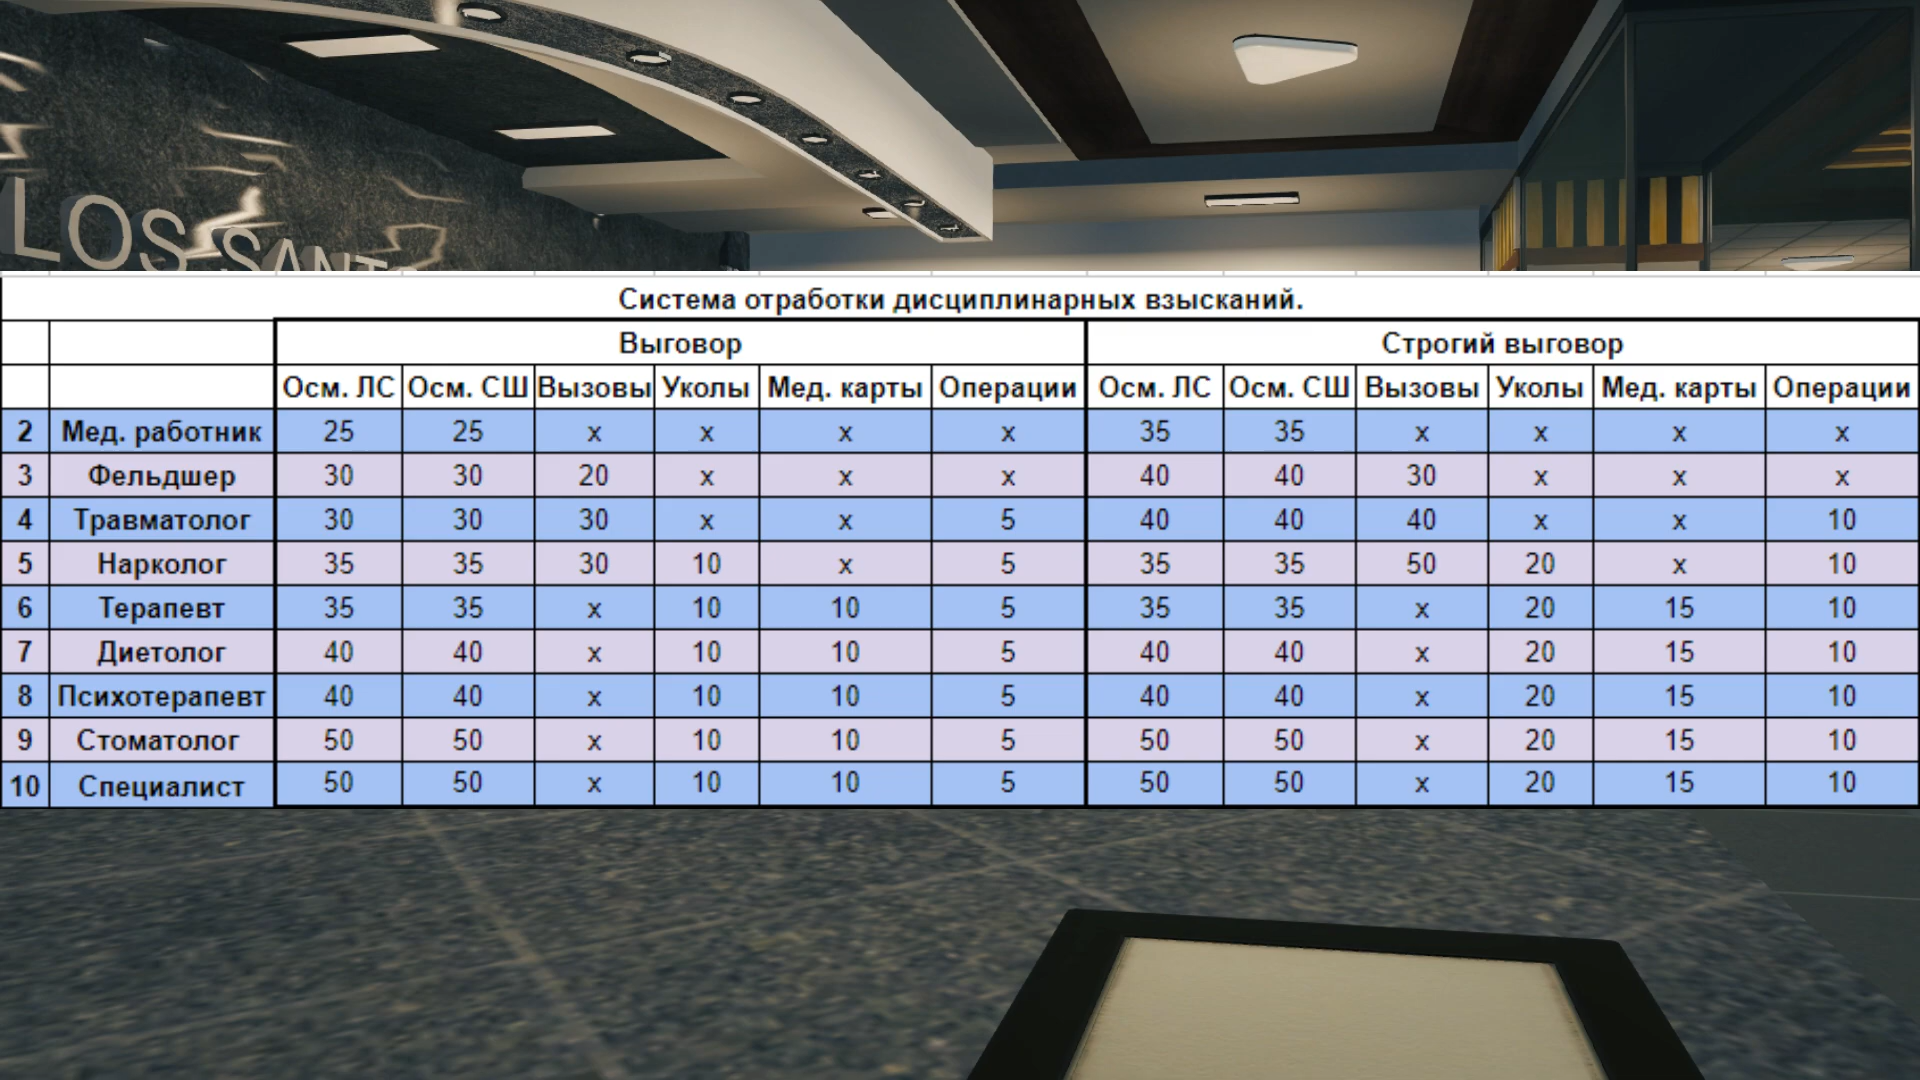 LOS SANT
Система отработки дисциплинарных взысканий.
Выговор Строгий выговор
Осм. ЛС Осм. СШ Вызовы Уколы Мед. карты Операции Осм. ЛС Осм. СШ Вызовы Уколы Мед. карты Операции
2 Мед. работник 25 25 x x x x 35 35 x x x x
3 Фельдшер 30 30 20 x x x 40 40 30 x x x
4 Травматолог 30 30 30 x x 5 40 40 40 x x 10
5 Нарколог 35 35 30 10 x 5 35 35 50 20 x 10
6 Терапевт 35 35 x 10 10 5 35 35 x 20 15 10
7 Диетолог 40 40 x 10 10 5 40 40 x 20 15 10
8 Психотерапевт 40 40 x 10 10 5 40 40 x 20 15 10
9 Стоматолог 50 50 x 10 10 5 50 50 x 20 15 10
10 Специалист 50 50 x 10 10 5 50 50 x 20 15 10